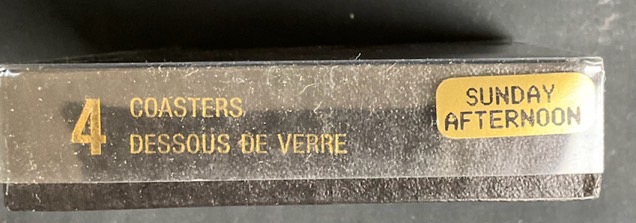 4
COASTERS
DESSOUS DE VERRE
SUNDAY
AFTERNOON